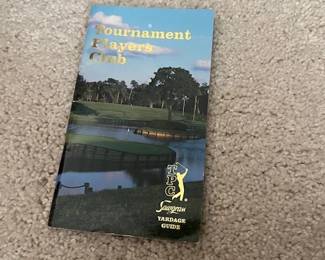 Tournament
Players
Club
TPC
Sawgrass
YARDAGE
GUIDE